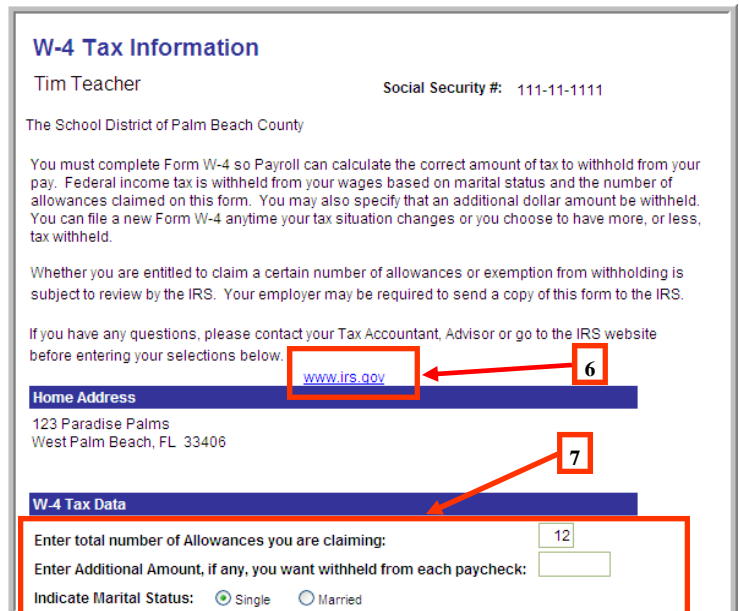 W-4 Tax Information
Tim Teacher
Social Security #: 111-11-1111
The School District of Palm Beach County
You must complete Form W-4 so Payroll can calculate the correct amount of tax to withhold from your
pay. Federal income tax is withheld from your wages based on marital status and the number of
allowances claimed on this form. You may also specify that an additional dollar amount be withheld.
You can file a new Form W-4 anytime your tax situation changes or you choose to have more, or less,
tax withheld.
Whether you are entitled to claim a certain number of allowances or exemption from withholding is
subject to review by the IRS. Your employer may be required to send a copy of this form to the IRS.
If you have any questions, please contact your Tax Accountant, Advisor or go to the IRS website
before entering your selections below.
www.irs.gov
6
Home Address
123 Paradise Palms
West Palm Beach, FL 33406
7
W-4 Tax Data
Enter total number of Allowances you are claiming: 12
Enter Additional Amount, if any, you want withheld from each paycheck:
Indicate Marital Status: Single Married